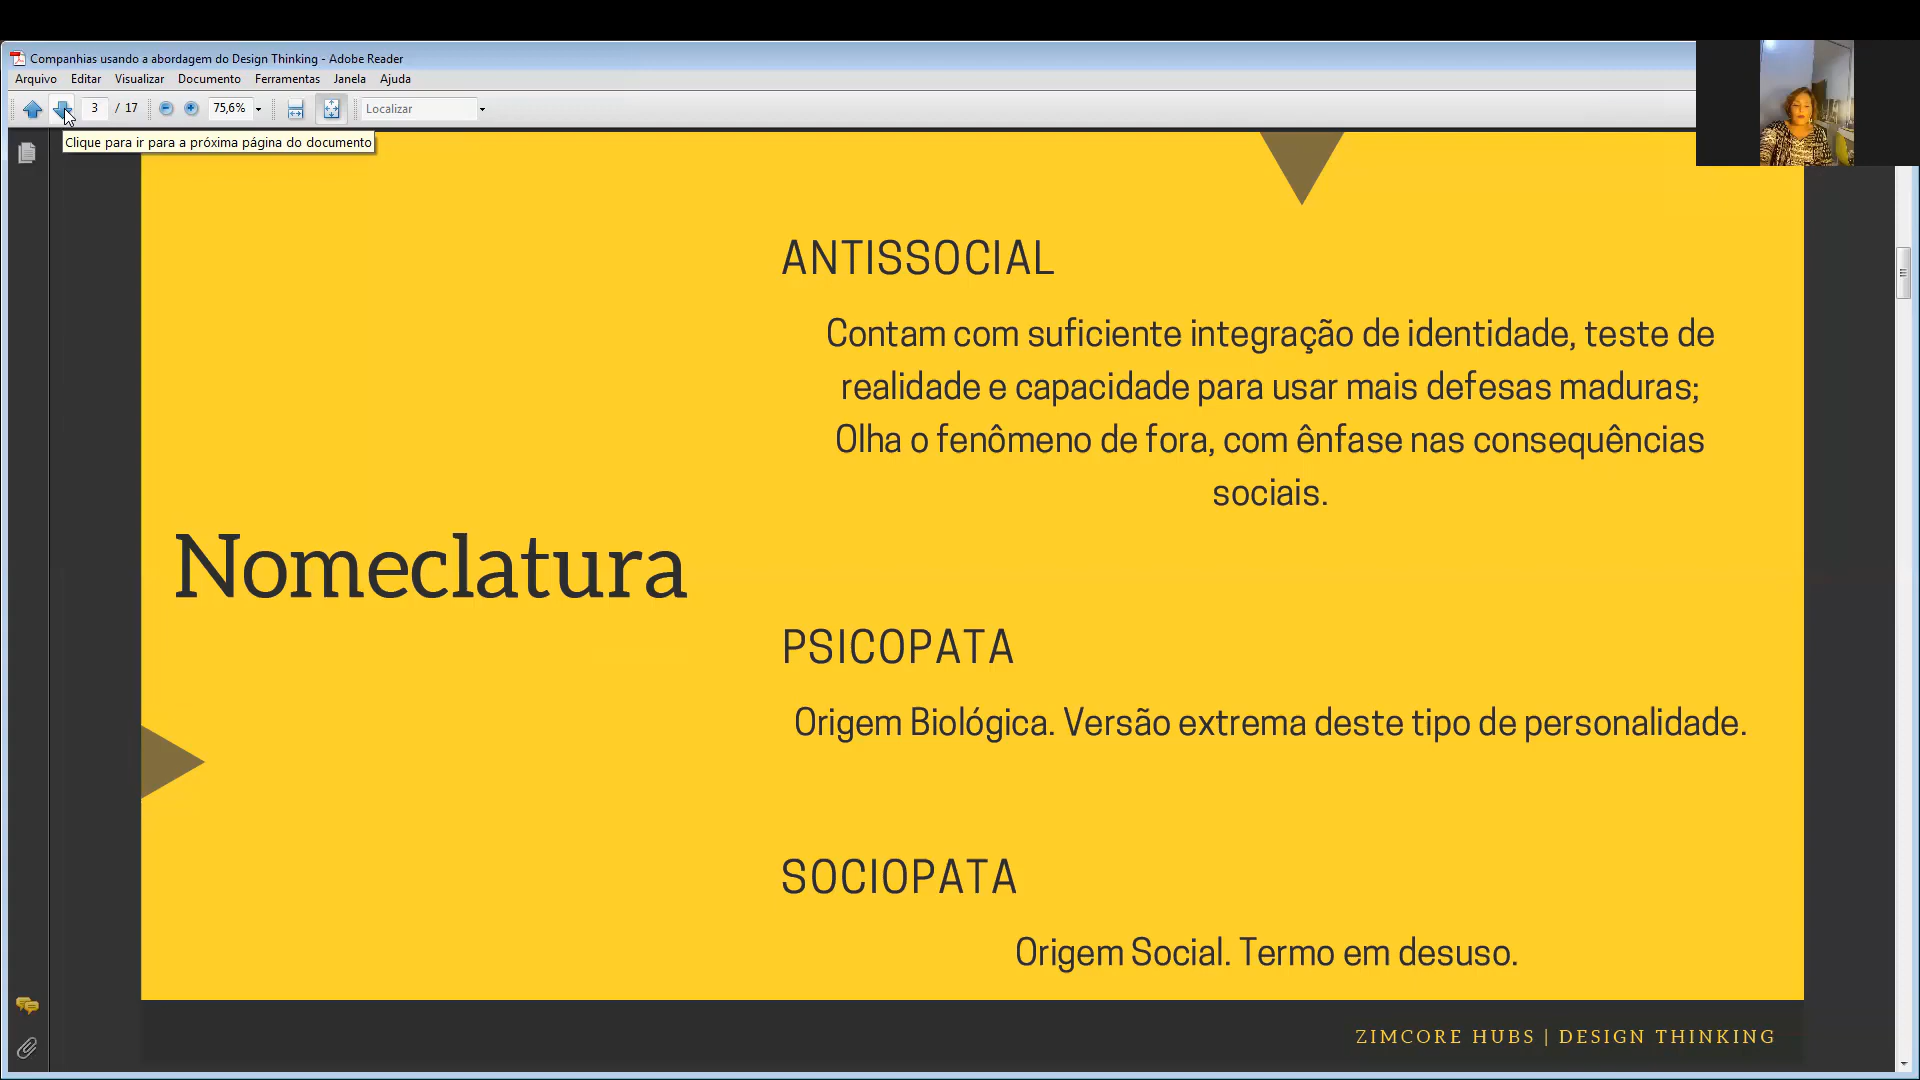 Companhias usando a abordagem do Design Thinking - Adobe Reader
Arquivo Editar Visualizar Documento Ferramentas Janela Ajuda
3 / 17 75,6% Localizar
Clique para ir para a próxima página do documento
ANTISSOCIAL
Contam com suficiente integração de identidade, teste de
realidade e capacidade para usar mais defesas maduras;
Olha o fenômeno de fora, com ênfase nas consequências
sociais.
Nomeclatura
PSICOPATA
Origem Biológica. Versão extrema deste tipo de personalidade.
SOCIOPATA
Origem Social. Termo em desuso.
ZIMCORE HUBS | DESIGN THINKING